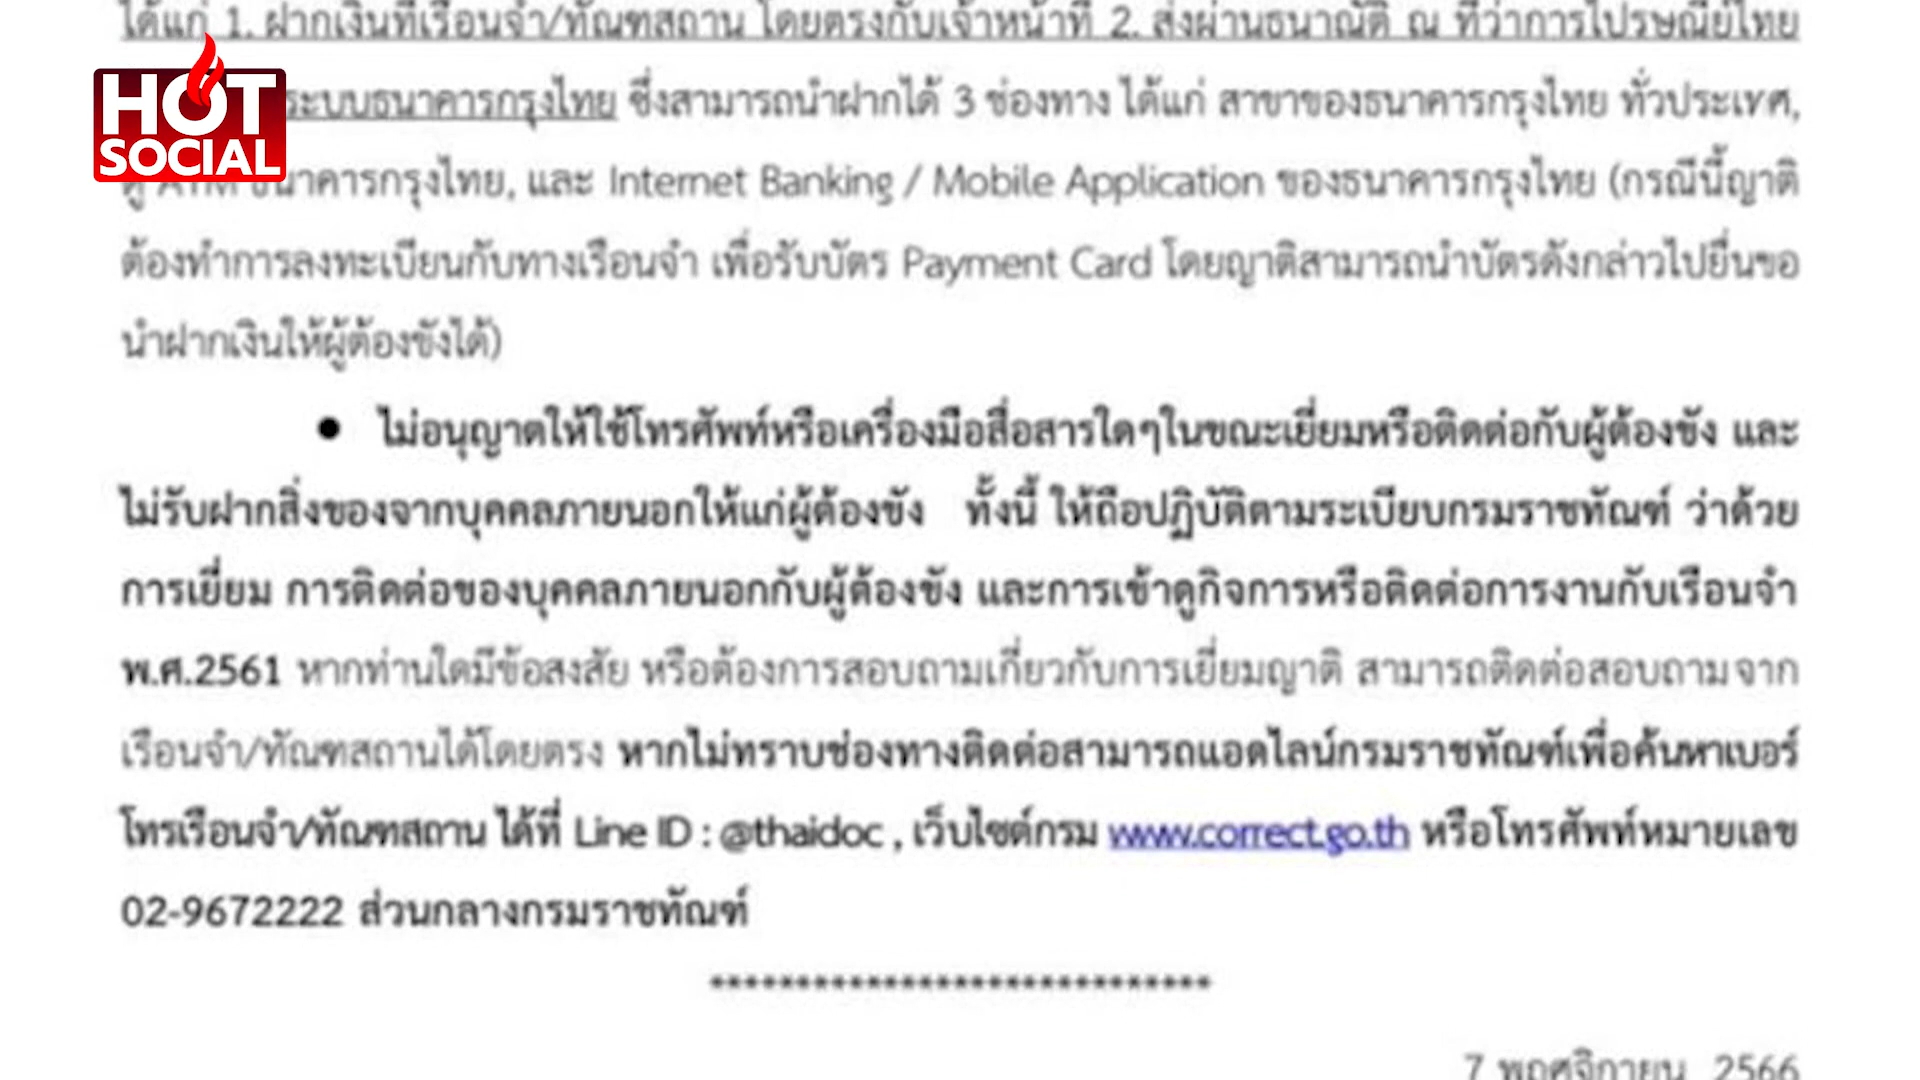 ได้แก่ 1. ฝากเงินที่เรือนจำ/ทัณฑสถาน โดยตรงกับเจ้าหน้าที่ 2. ส่งผ่านธนาณัติ ณ ที่ว่าการไปรษณีย์ไทย
HOT
SOCIAL
ระบบธนาคารกรุงไทย ซึ่งสามารถนำฝากได้ 3 ช่องทาง ได้แก่ สาขาของธนาคารกรุงไทย ทั่วประเทศ,
ตู้ ATM ธนาคารกรุงไทย, และ Internet Banking / Mobile Application ของธนาคารกรุงไทย (กรณีนี้ญาติ
ต้องทำการลงทะเบียนกับทางเรือนจำ เพื่อรับบัตร Payment Card โดยญาติสามารถนำบัตรดังกล่าวไปยื่นขอ
นำฝากเงินให้ผู้ต้องขังได้)
● ไม่อนุญาตให้ใช้โทรศัพท์หรือเครื่องมือสื่อสารใดๆในขณะเยี่ยมหรือติดต่อกับผู้ต้องขัง และ
ไม่รับฝากสิ่งของจากบุคคลภายนอกให้แก่ผู้ต้องขัง ทั้งนี้ ให้ถือปฏิบัติตามระเบียบกรมราชทัณฑ์ ว่าด้วย
การเยี่ยม การติดต่อของบุคคลภายนอกกับผู้ต้องขัง และการเข้าดูกิจการหรือติดต่อการงานกับเรือนจำ
พ.ศ.2561 หากท่านใดมีข้อสงสัย หรือต้องการสอบถามเกี่ยวกับการเยี่ยมญาติ สามารถติดต่อสอบถามจาก
เรือนจำ/ทัณฑสถานได้โดยตรง หากไม่ทราบช่องทางติดต่อสามารถแอดไลน์กรมราชทัณฑ์เพื่อค้นหาเบอร์
โทรเรือนจำ/ทัณฑสถาน ได้ที่ Line ID : @thaidoc , เว็บไซต์กรม www.correct.go.th หรือโทรศัพท์หมายเลข
02-9672222 ส่วนกลางกรมราชทัณฑ์
******************************
7 พฤศจิกายน 2566